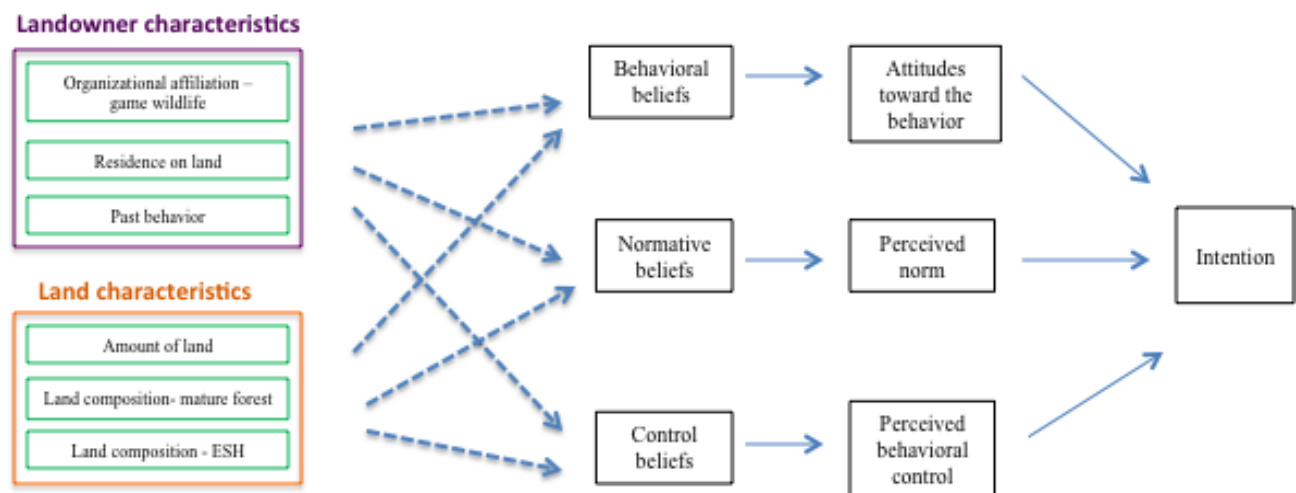 Landowner characteristics
Organizational affiliation –
game wildlife
Residence on land
Past behavior
Land characteristics
Amount of land
Land composition- mature forest
Land composition - ESH
Behavioral
beliefs
Attitudes
toward the
behavior
Normative
beliefs
Perceived
norm
Intention
Control
beliefs
Perceived
behavioral
control